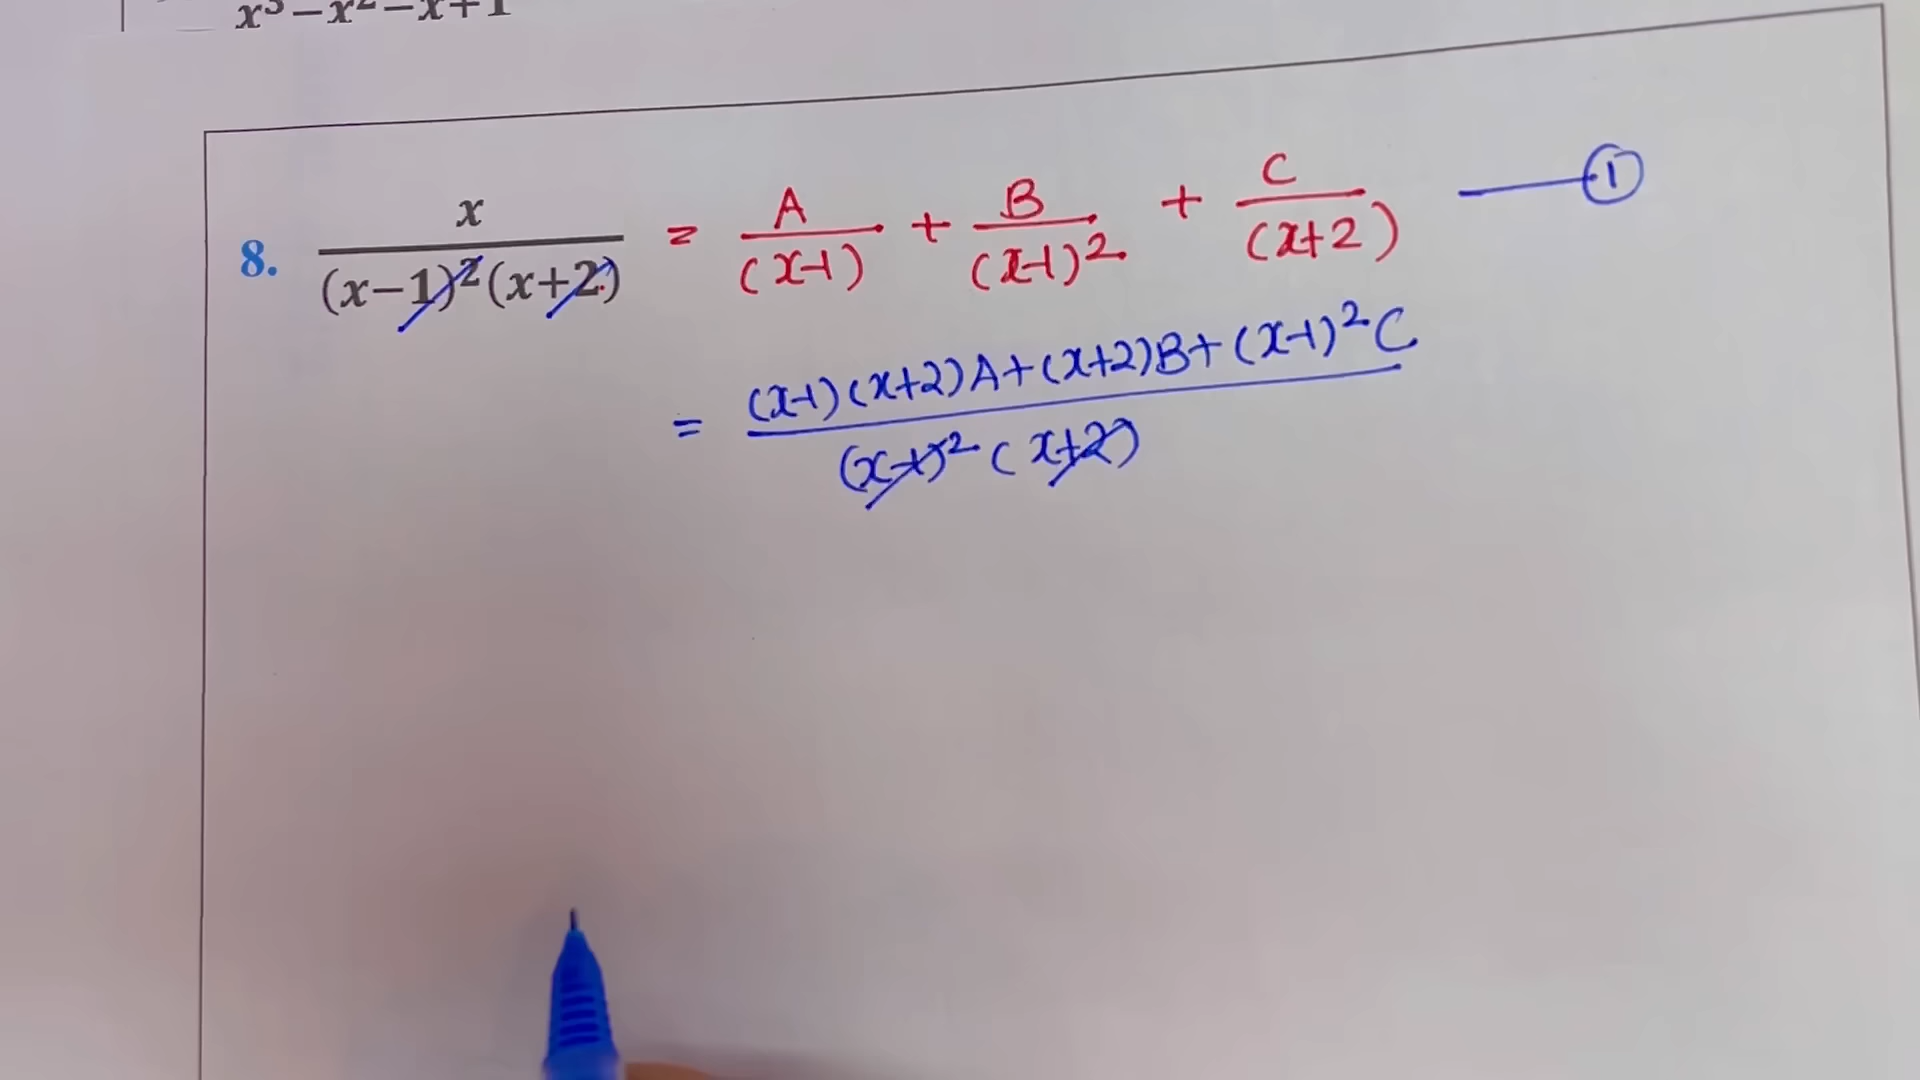 x³−x²−x+1
8. x/((x−1)²(x+2)) = A/(x-1) + B/(x-1)² + C/(x+2) — ①
= ((x-1)(x+2)A+(x+2)B+(x-1)²C)/((x-1)²(x+2))